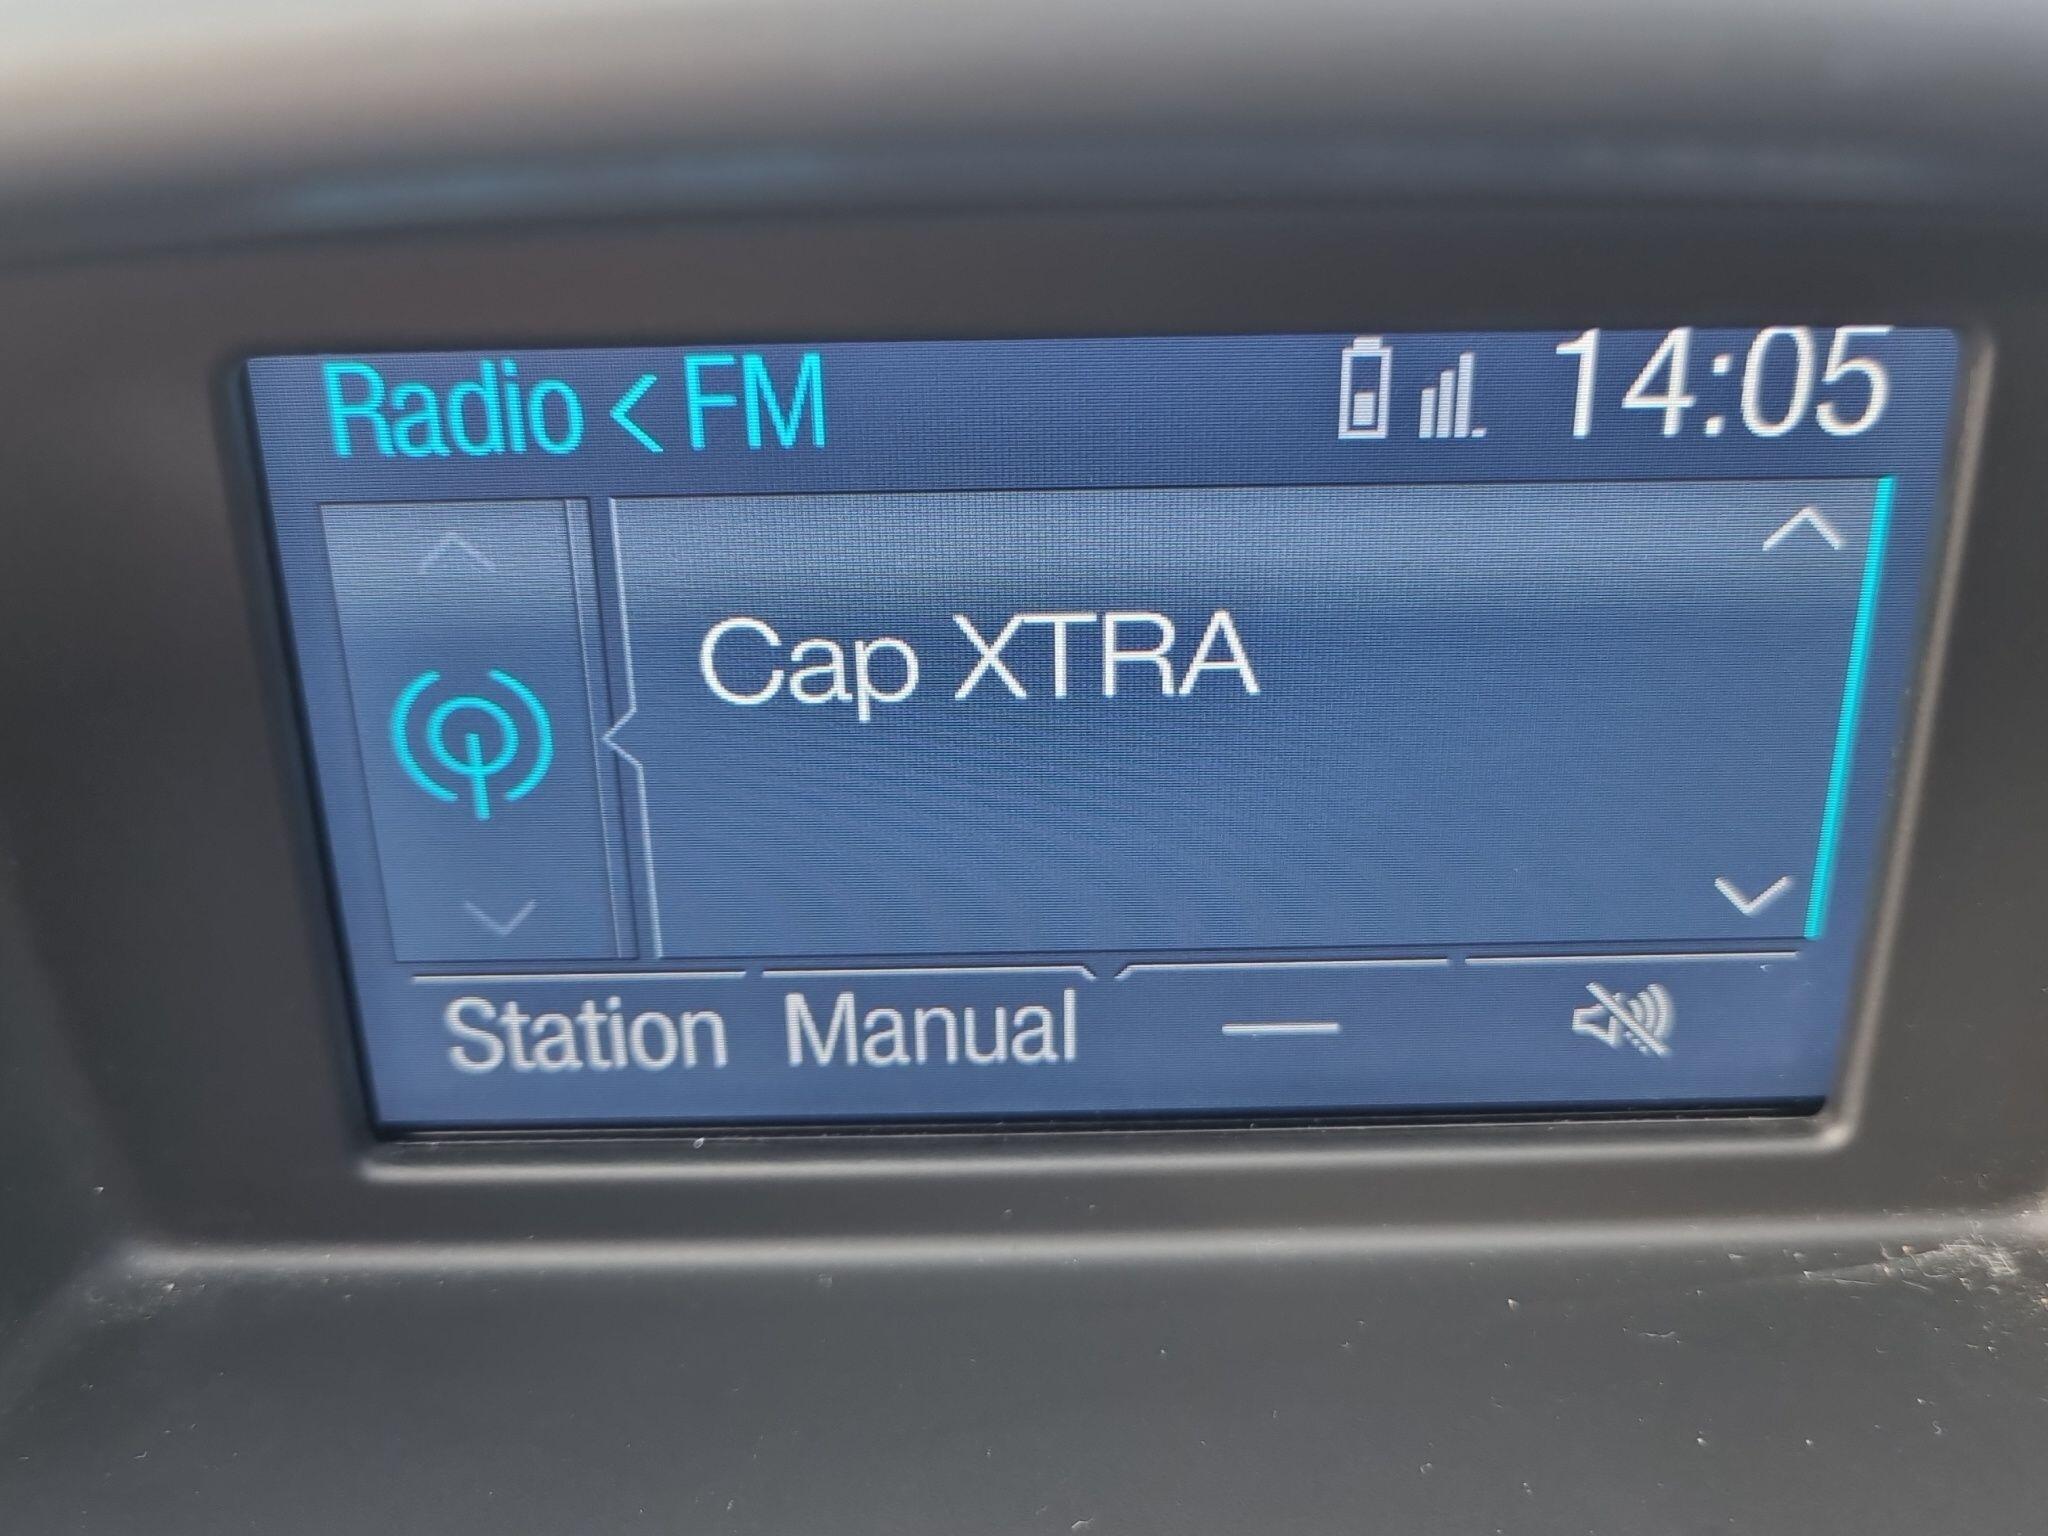 Radio < FM 14:05
Cap XTRA
Station Manual —